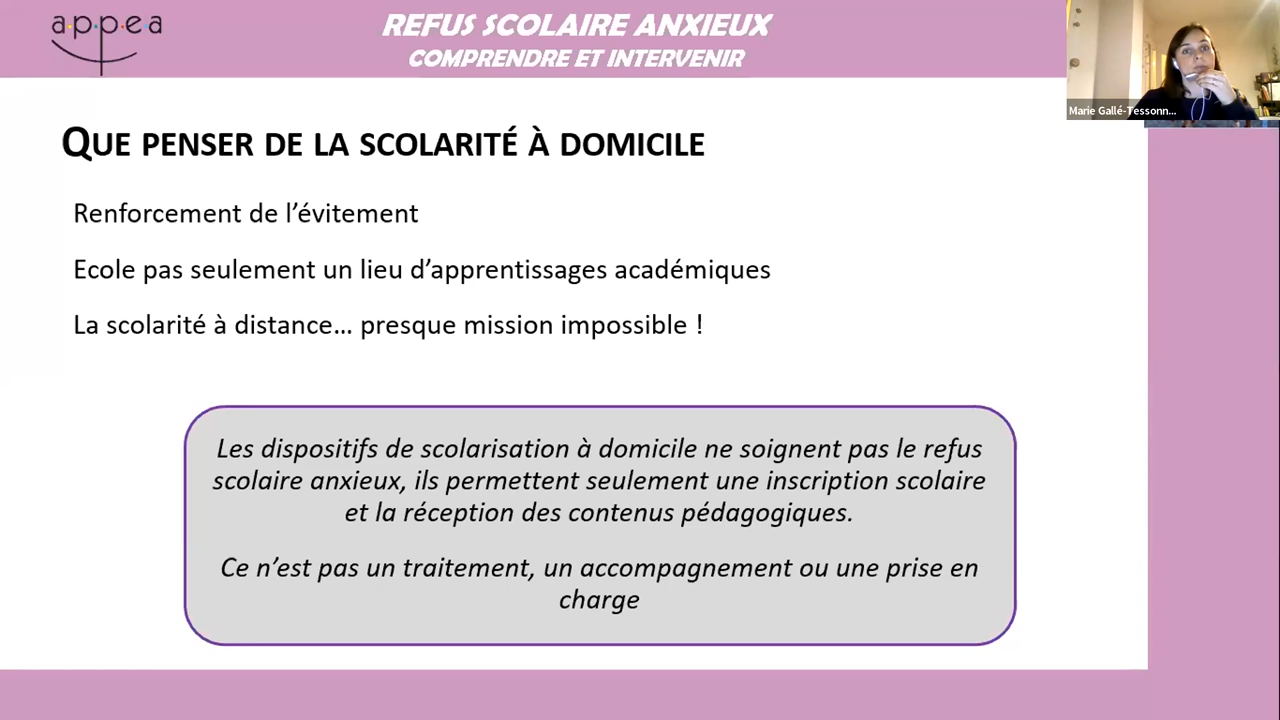 a·p·p·e·a
REFUS SCOLAIRE ANXIEUX
COMPRENDRE ET INTERVENIR
Marie Gallé-Tessonn...
QUE PENSER DE LA SCOLARITÉ À DOMICILE
Renforcement de l’évitement
Ecole pas seulement un lieu d’apprentissages académiques
La scolarité à distance… presque mission impossible !
Les dispositifs de scolarisation à domicile ne soignent pas le refus
scolaire anxieux, ils permettent seulement une inscription scolaire
et la réception des contenus pédagogiques.
Ce n’est pas un traitement, un accompagnement ou une prise en
charge